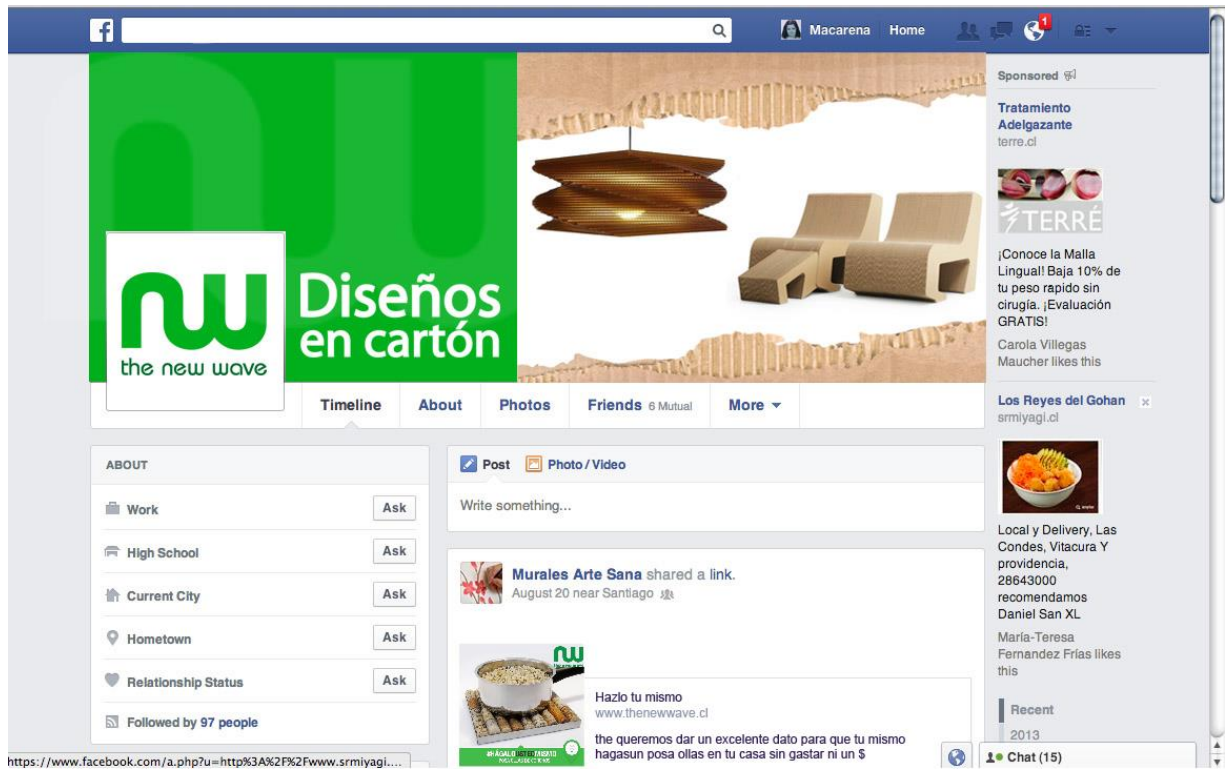 Macarena
Home
1
nw
the new wave
Diseños
en cartón
Timeline
About
Photos
Friends 6 Mutual
More
ABOUT
Work
Ask
High School
Ask
Current City
Ask
Hometown
Ask
Relationship Status
Ask
Followed by 97 people
Post
Photo / Video
Write something...
Murales Arte Sana shared a link.
August 20 near Santiago
nw
Hazlo tu mismo
www.thenewwave.cl
the queremos dar un excelente dato para que tu mismo
hagasun posa ollas en tu casa sin gastar ni un $
Sponsored
Tratamiento
Adelgazante
terre.cl
TERRÉ
¡Conoce la Malla
Lingual! Baja 10% de
tu peso rapido sin
cirugía. ¡Evaluación
GRATIS!
Carola Villegas
Maucher likes this
Los Reyes del Gohan
srmiyagi.cl
Local y Delivery, Las
Condes, Vitacura Y
providencia,
28643000
recomendamos
Daniel San XL
María-Teresa
Fernandez Frías likes
this
Recent
2013
Chat (15)
https://www.facebook.com/a.php?u=http%3A%2F%2Fwww.srmiyagi....